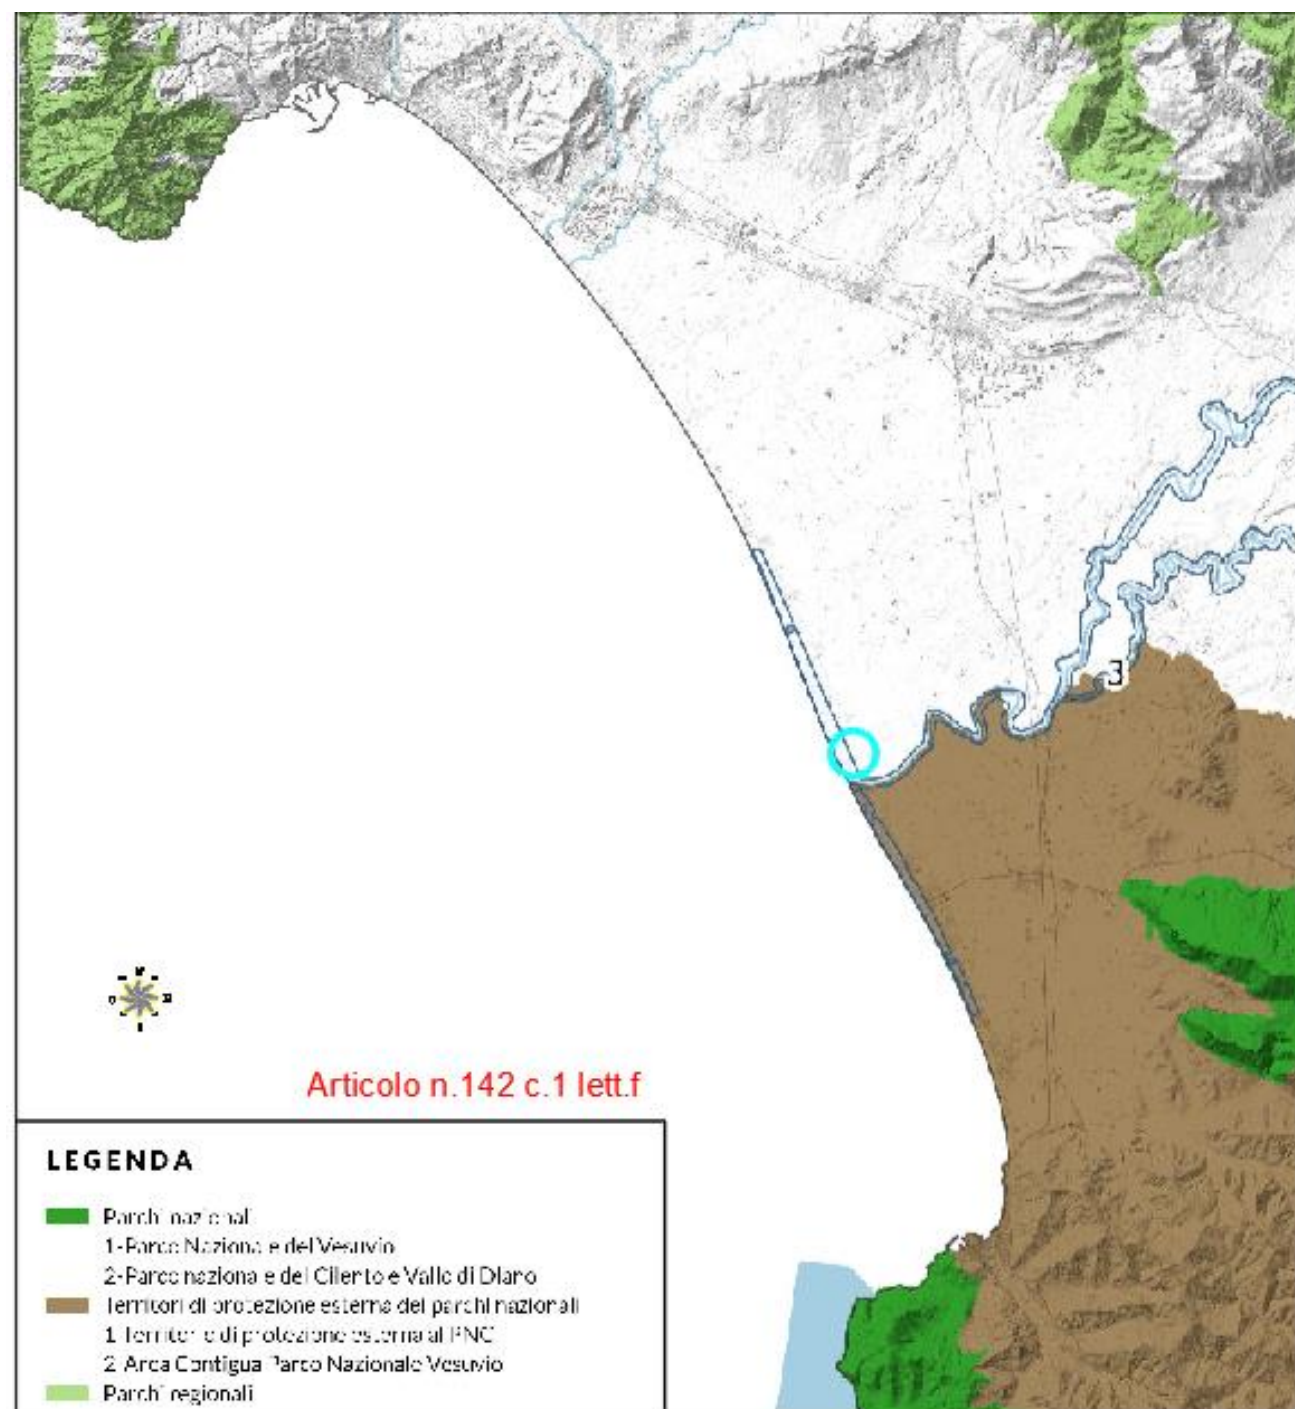 3
Articolo n.142 c.1 lett.f
LEGENDA
Parchi nazionali
1-Parco Nazionale del Vesuvio
2-Parco nazionale del Cilento e Vallo di Diano
Territori di protezione esterna dei parchi nazionali
1 Territorio di protezione esterna al PNC
2 Area Contigua Parco Nazionale Vesuvio
Parchi regionali